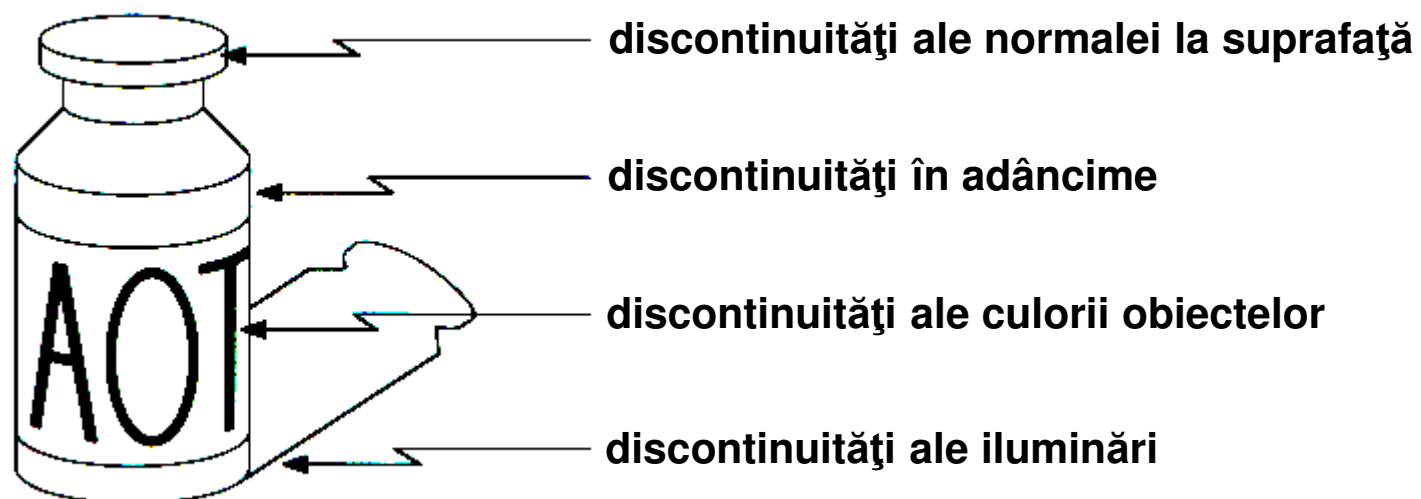 discontinuităţi ale normalei la suprafaţă
discontinuităţi în adâncime
AOT
discontinuităţi ale culorii obiectelor
discontinuităţi ale iluminări